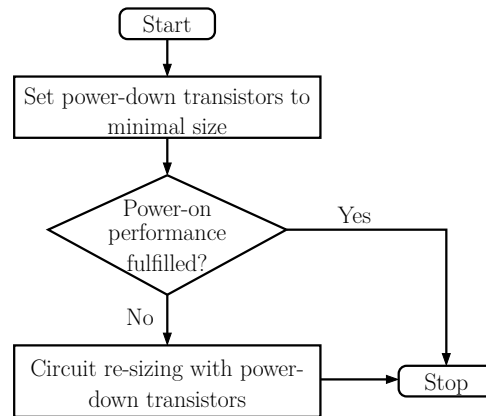 Start
Set power-down transistors to
minimal size
Power-on
performance
fulfilled?
Yes
No
Circuit re-sizing with power-
down transistors
Stop